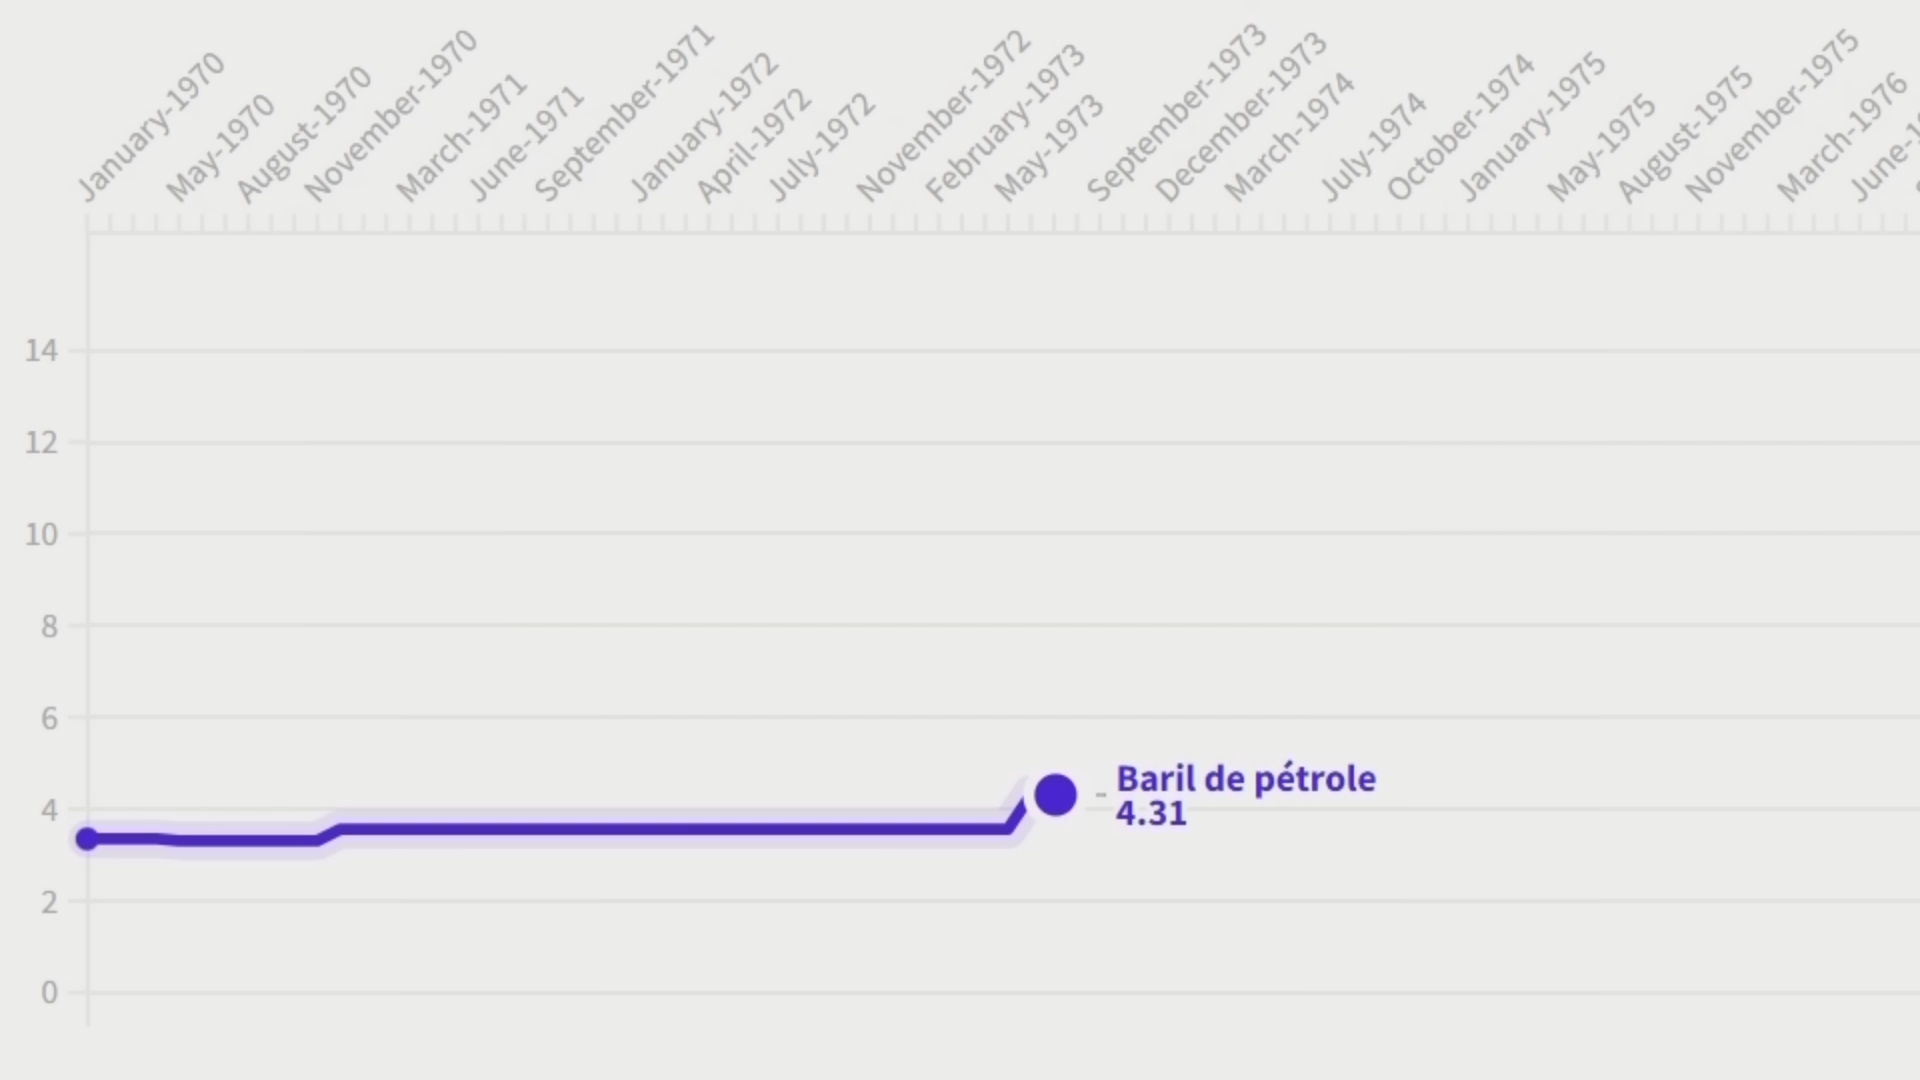 January-1970
May-1970
August-1970
November-1970
March-1971
June-1971
September-1971
January-1972
April-1972
July-1972
November-1972
February-1973
May-1973
September-1973
December-1973
March-1974
July-1974
October-1974
January-1975
May-1975
August-1975
November-1975
March-1976
June-1
14
12
10
8
6
4
2
0
Baril de pétrole
4.31